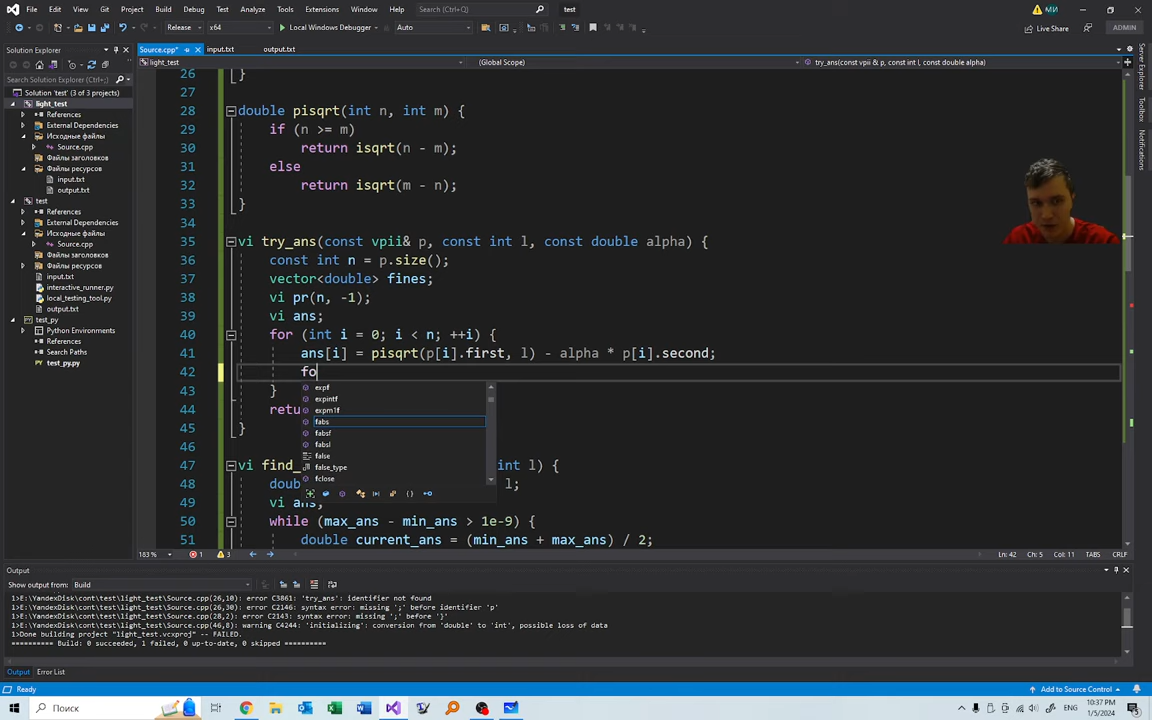 File Edit View Git Project Build Debug Test Analyze Tools Extensions Window Help Search (Ctrl+Q) test МИ
Release x64 Local Windows Debugger Auto Live Share ADMIN
Solution Explorer
Search Solution Explorer (Ctrl+;)
Solution 'test' (3 of 3 projects)
light_test
References
External Dependencies
Исходные файлы
Source.cpp
Файлы заголовков
Файлы ресурсов
input.txt
output.txt
test
References
External Dependencies
Исходные файлы
Source.cpp
Файлы заголовков
Файлы ресурсов
input.txt
interactive_runner.py
local_testing_tool.py
output.txt
test_py
Python Environments
References
Search Paths
test_py.py
Source.cpp* input.txt output.txt
light_test (Global Scope) try_ans(const vpii & p, const int l, const double alpha)
26 }
27
28 double pisqrt(int n, int m) {
29 if (n >= m)
30 return isqrt(n - m);
31 else
32 return isqrt(m - n);
33 }
34
35 vi try_ans(const vpii& p, const int l, const double alpha) {
36 const int n = p.size();
37 vector<double> fines;
38 vi pr(n, -1);
39 vi ans;
40 for (int i = 0; i < n; ++i) {
41 ans[i] = pisqrt(p[i].first, l) - alpha * p[i].second;
42 fo
43 }
44 retu
45 }
46
47 vi find_ int l) {
48 doub l;
49 vi ans;
50 while (max_ans - min_ans > 1e-9) {
51 double current_ans = (min_ans + max_ans) / 2;
expf
expintf
expm1f
fabs
fabsf
fabsl
false
false_type
fclose
183 % 1 3 Ln: 42 Ch: 5 Col: 11 TABS CRLF
Output
Show output from: Build
1>E:\YandexDisk\cont\test\light_test\Source.cpp(26,10): error C3861: 'try_ans': identifier not found
1>E:\YandexDisk\cont\test\light_test\Source.cpp(26,30): error C2146: syntax error: missing ';' before identifier 'p'
1>E:\YandexDisk\cont\test\light_test\Source.cpp(28,2): error C2143: syntax error: missing ';' before '}'
1>E:\YandexDisk\cont\test\light_test\Source.cpp(46,8): warning C4244: 'initializing': conversion from 'double' to 'int', possible loss of data
1>Done building project "light_test.vcxproj" -- FAILED.
========== Build: 0 succeeded, 1 failed, 0 up-to-date, 0 skipped ==========
Output Error List
Ready Add to Source Control
Поиск ENG 10:37 PM
1/5/2024
5
Server Explorer
Toolbox
Notifications